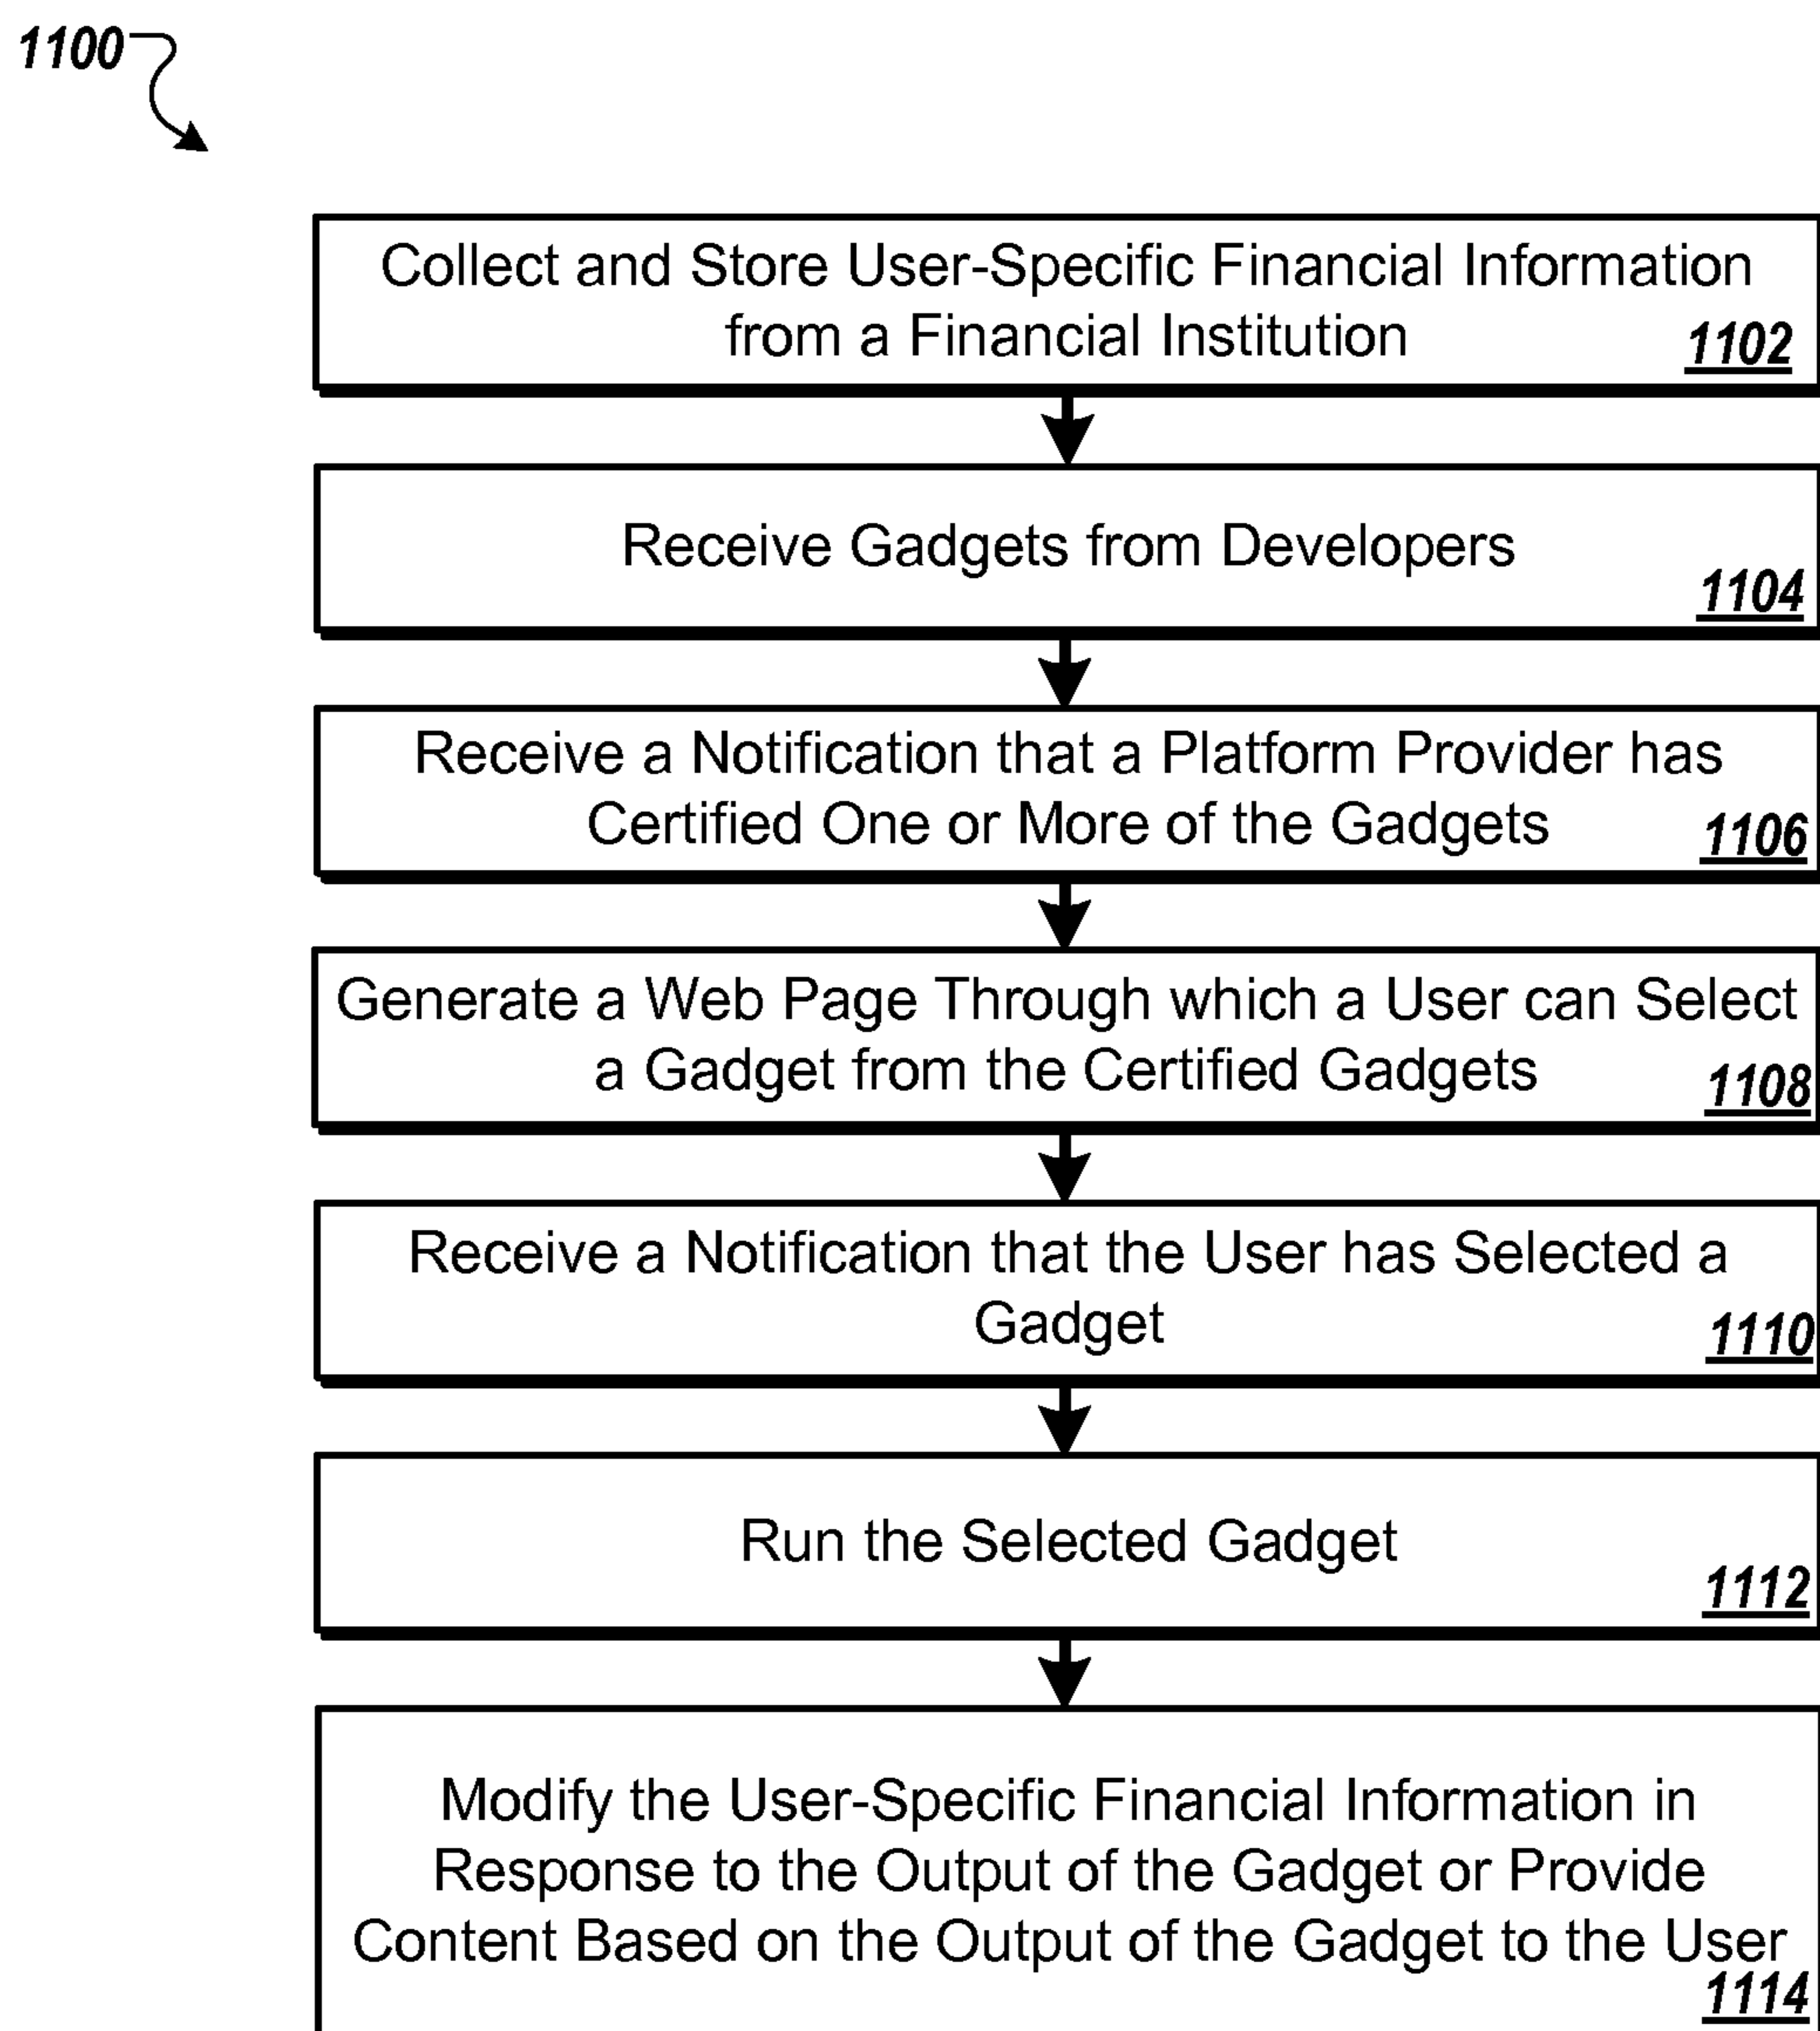 1100
Collect and Store User-Specific Financial Information
from a Financial Institution
1102
Receive Gadgets from Developers
1104
Receive a Notification that a Platform Provider has
Certified One or More of the Gadgets
1106
Generate a Web Page Through which a User can Select
a Gadget from the Certified Gadgets
1108
Receive a Notification that the User has Selected a
Gadget
1110
Run the Selected Gadget
1112
Modify the User-Specific Financial Information in
Response to the Output of the Gadget or Provide
Content Based on the Output of the Gadget to the User
1114